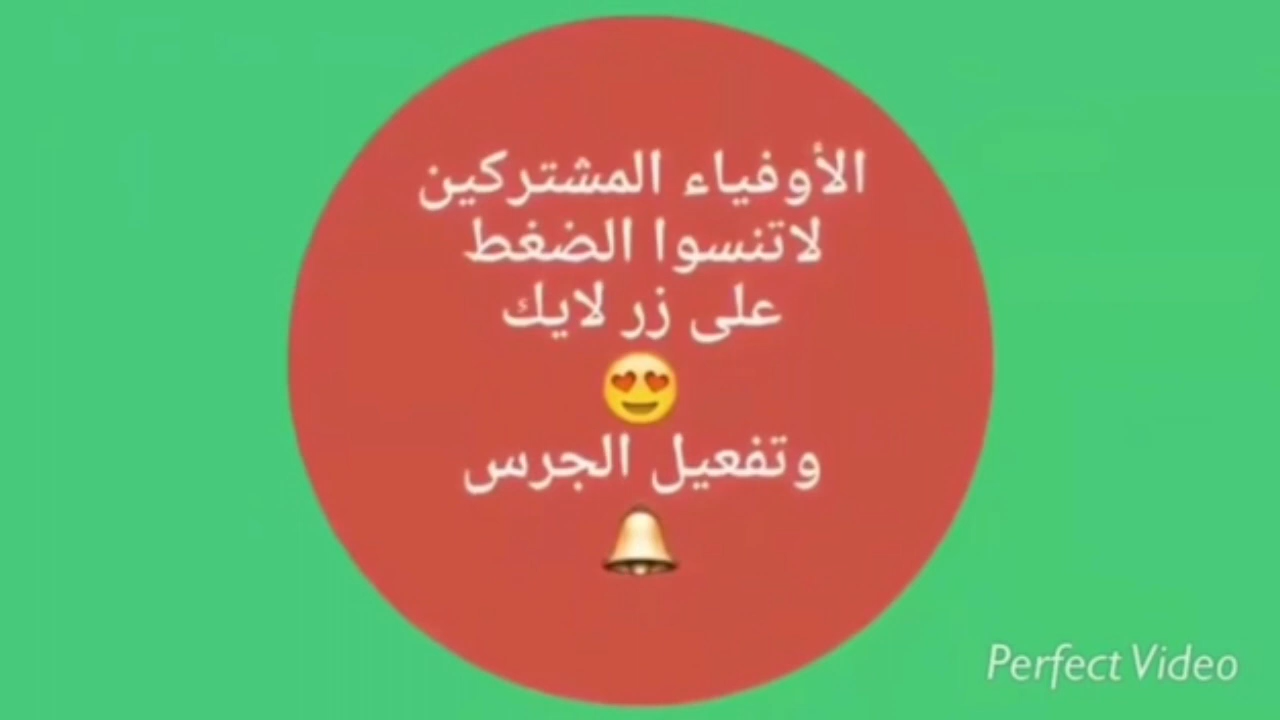 الأوفياء المشتركين
لاتنسوا الضغط
على زر لايك
😍
وتفعيل الجرس
🔔
Perfect Video